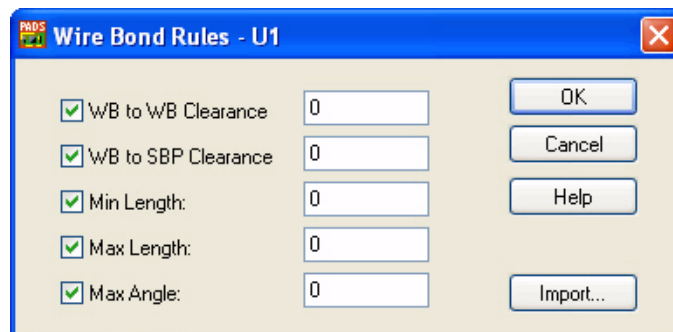 PADS
Wire Bond Rules - U1
WB to WB Clearance 0 OK
WB to SBP Clearance 0 Cancel
Min Length: 0 Help
Max Length: 0
Max Angle: 0 Import...